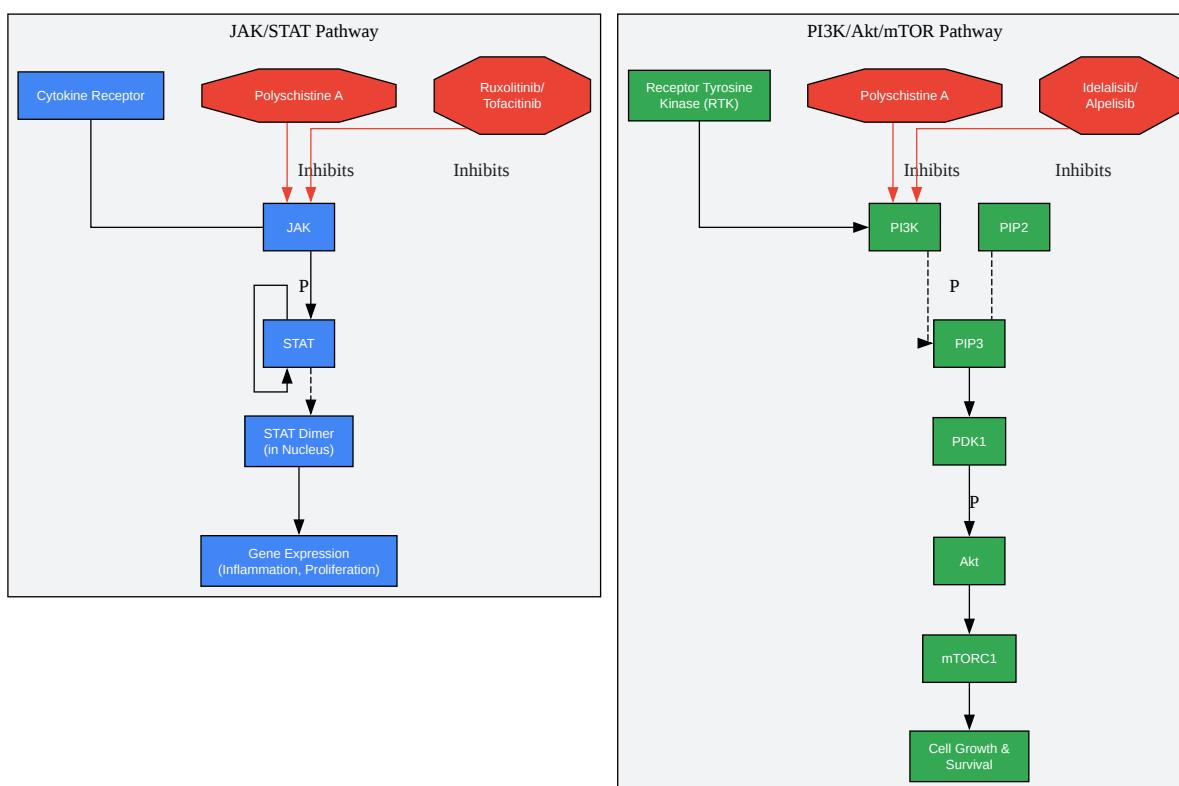 JAK/STAT Pathway
Cytokine Receptor
Polyschistine A
Ruxolitinib/
Tofacitinib
Inhibits
Inhibits
JAK
P
STAT
STAT Dimer
(in Nucleus)
Gene Expression
(Inflammation, Proliferation)
PI3K/Akt/mTOR Pathway
Receptor Tyrosine
Kinase (RTK)
Polyschistine A
Idelalisib/
Alpelisib
Inhibits
Inhibits
PI3K
PIP2
P
PIP3
PDK1
P
Akt
mTORC1
Cell Growth &
Survival